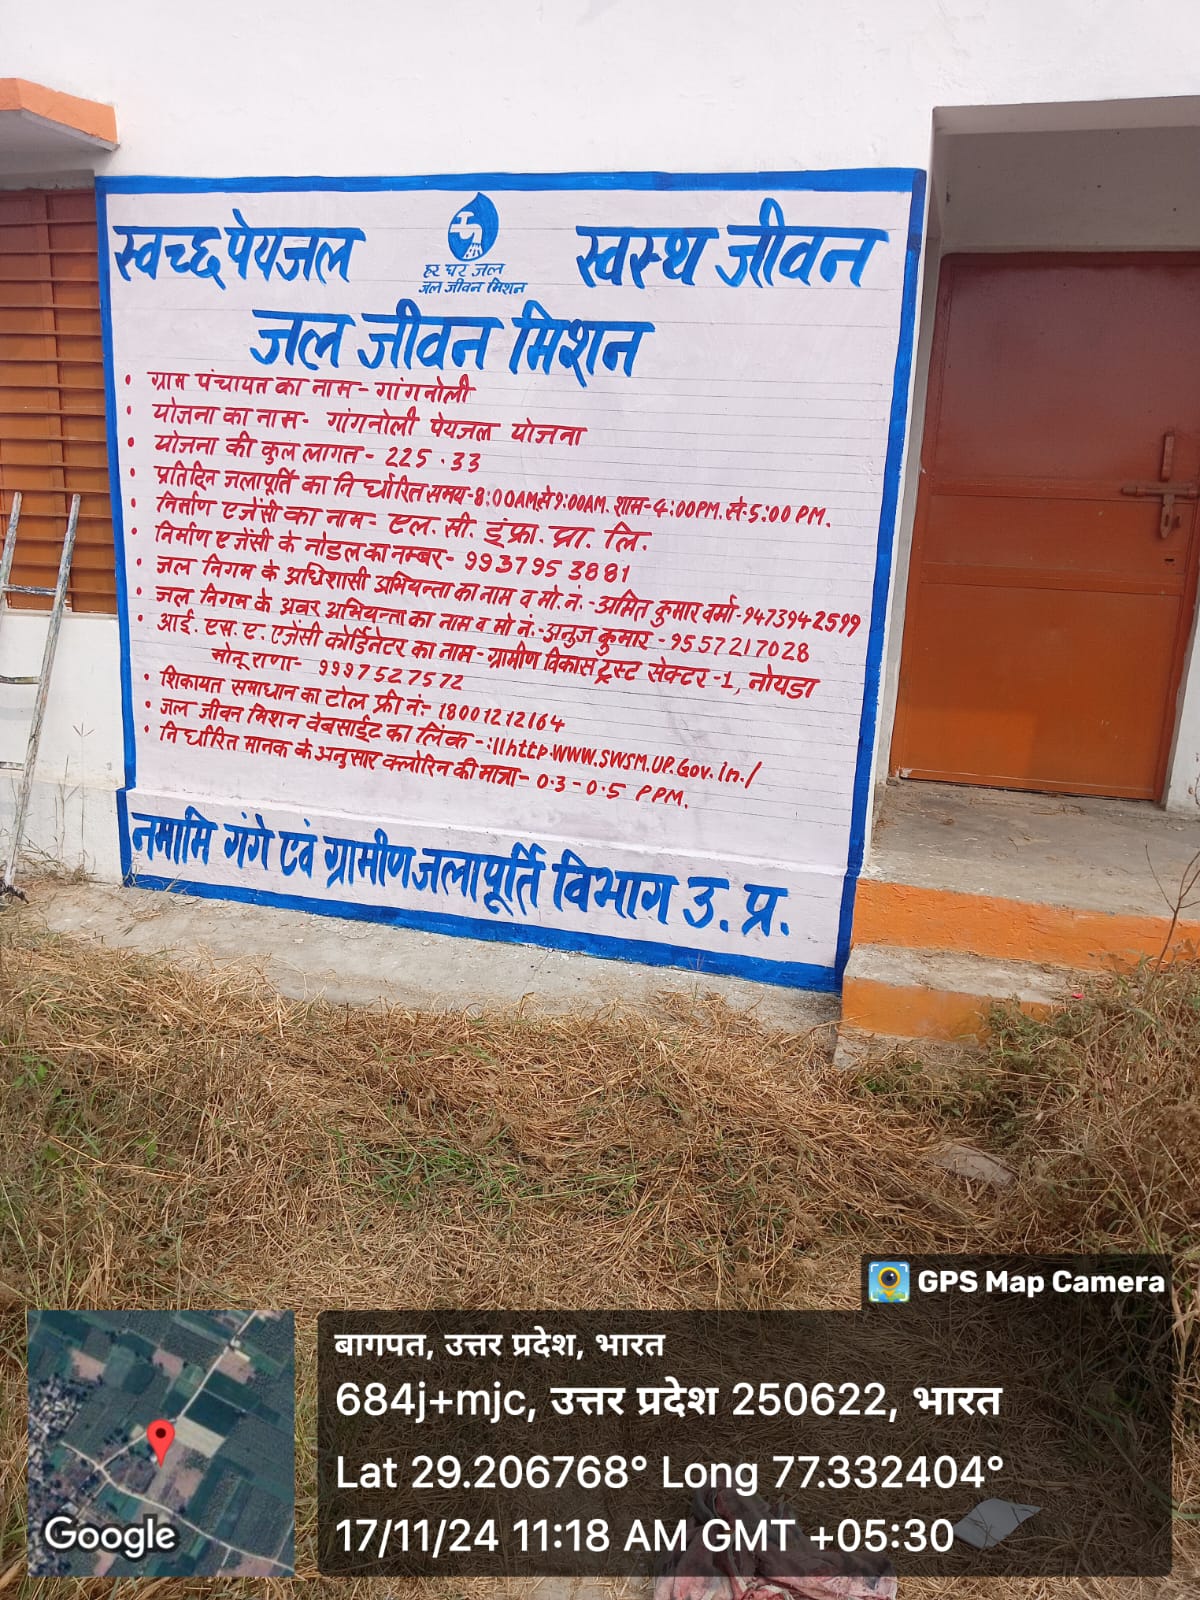 स्वच्छ पेयजल
हर घर जल
जल जीवन मिशन
स्वस्थ जीवन
जल जीवन मिशन
• ग्राम पंचायत का नाम - गांगनोली
• योजना का नाम - गांगनोली पेयजल योजना
• योजना की कुल लागत - 225.33
• प्रतिदिन जलापूर्ति का निर्धारित समय - 8:00AM से 9:00AM. शाम - 4:00PM. से 5:00 PM.
• निर्माण एजेंसी का नाम - एल. सी. इंफ्रा. प्रा. लि.
• निर्माण एजेंसी के नोडल का नम्बर - 9937953881
• जल निगम के अधिशासी अभियन्ता का नाम व मो. नं. - अमित कुमार वर्मा - 9473942599
• जल निगम के अवर अभियन्ता का नाम व मो नं. - अनुज कुमार - 9557217028
• आई. एस. ए. एजेंसी कोर्डिनेटर का नाम - ग्रामीण विकास ट्रस्ट सेक्टर - 1, नोयडा
मोनू राणा - 9997527572
• शिकायत समाधान का टोल फ्री नं: - 18001212164
• जल जीवन मिशन वेबसाईट का लिंक - ://http.www.SWSM.UP.Gov.in./
• निर्धारित मानक के अनुसार क्लोरिन की मात्रा - 0.3 - 0.5 PPM.
नमामि गंगे एवं ग्रामीण जलापूर्ति विभाग उ. प्र.
GPS Map Camera
बागपत, उत्तर प्रदेश, भारत
684j+mjc, उत्तर प्रदेश 250622, भारत
Lat 29.206768° Long 77.332404°
17/11/24 11:18 AM GMT +05:30
Google